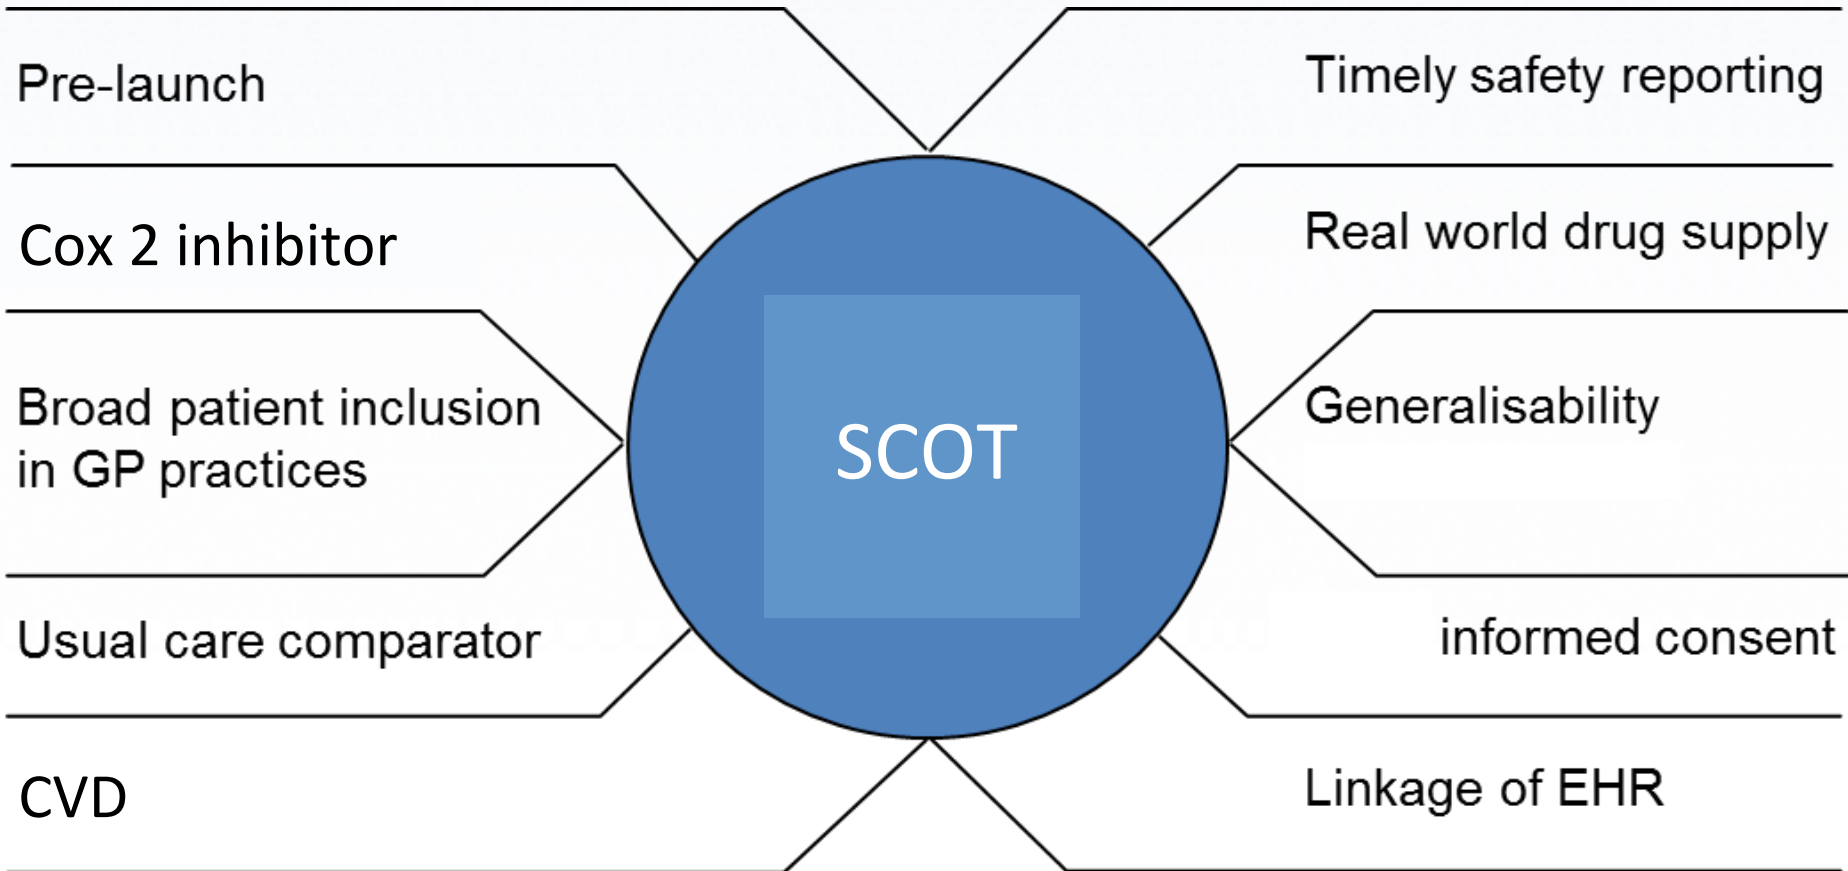 Pre-launch
Cox 2 inhibitor
Broad patient inclusion
in GP practices
Usual care comparator
CVD
SCOT
Timely safety reporting
Real world drug supply
Generalisability
informed consent
Linkage of EHR